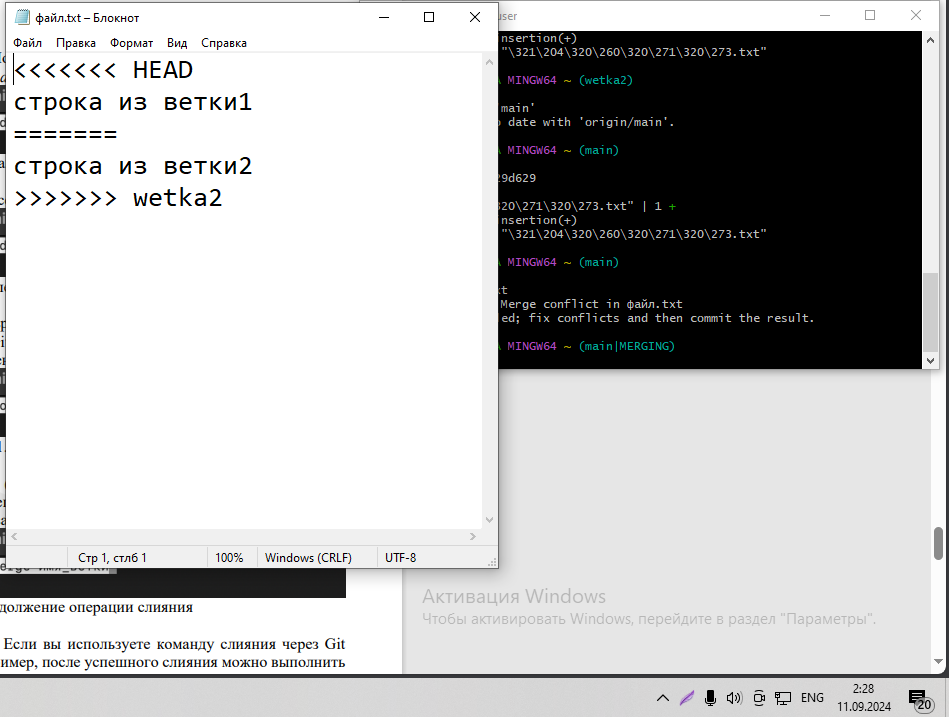 файл.txt – Блокнот
Файл Правка Формат Вид Справка
<<<<<<< HEAD
строка из ветки1
=======
строка из ветки2
>>>>>>> wetka2
Стр 1, стлб 1 100% Windows (CRLF) UTF-8
user
nsertion(+)
"\321\204\320\260\320\271\320\273.txt"
MINGW64 ~ (wetka2)
main'
date with 'origin/main'.
MINGW64 ~ (main)
29d629
320\271\320\273.txt" | 1 +
nsertion(+)
"\321\204\320\260\320\271\320\273.txt"
MINGW64 ~ (main)
xt
Merge conflict in файл.txt
ed; fix conflicts and then commit the result.
MINGW64 ~ (main|MERGING)
должение операции слияния
Если вы используете команду слияния через Git
имер, после успешного слияния можно выполнить
Активация Windows
Чтобы активировать Windows, перейдите в раздел "Параметры".
ENG
2:28
11.09.2024
20